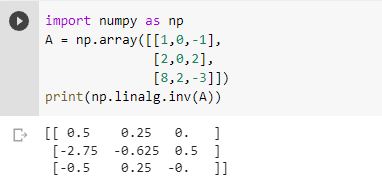 import numpy as np
A = np.array([[1,0,-1],
              [2,0,2],
              [8,2,-3]])
print(np.linalg.inv(A))
[[ 0.5    0.25   0.   ]
 [-2.75  -0.625  0.5  ]
 [-0.5    0.25  -0.   ]]